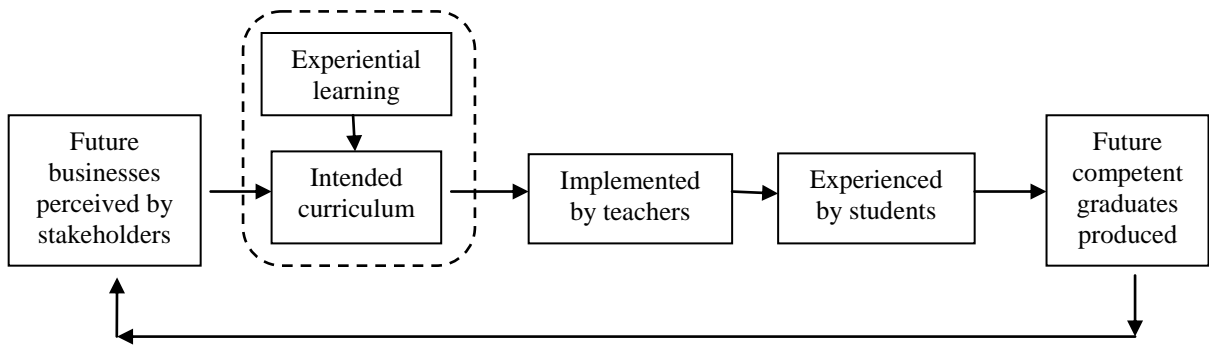 Experiential
learning
Future
businesses
perceived by
stakeholders
Intended
curriculum
Implemented
by teachers
Experienced
by students
Future
competent
graduates
produced